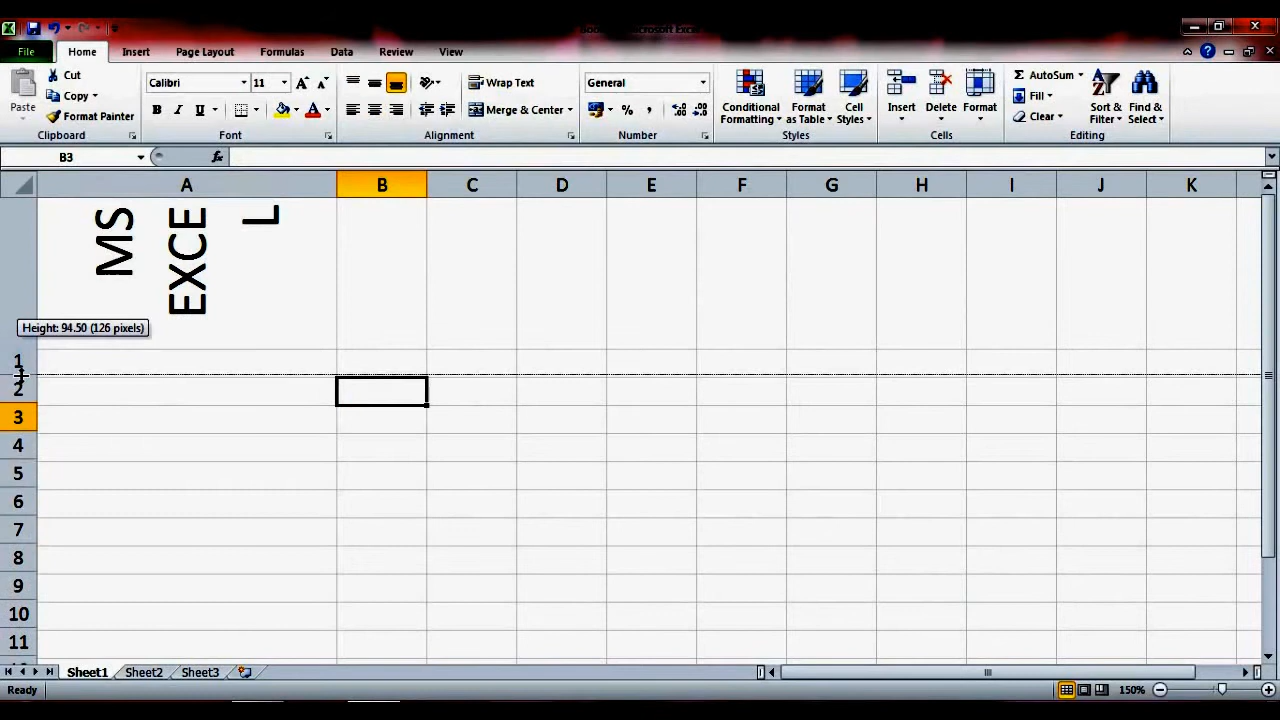 File Home Insert Page Layout Formulas Data Review View
Paste
Cut
Copy
Format Painter
Clipboard
Calibri 11 A A
B I U A
Font
Wrap Text
Merge & Center
Alignment
General
% ,
Number
Conditional Formatting
Format as Table
Cell Styles
Styles
Insert
Delete
Format
Cells
Σ AutoSum
Fill
Clear
Sort & Filter
Find & Select
Editing
B3 fx
A B C D E F G H I J K
MS
EXCE
L
Height: 94.50 (126 pixels)
1
2
3
4
5
6
7
8
9
10
11
Sheet1 Sheet2 Sheet3
Ready 150%